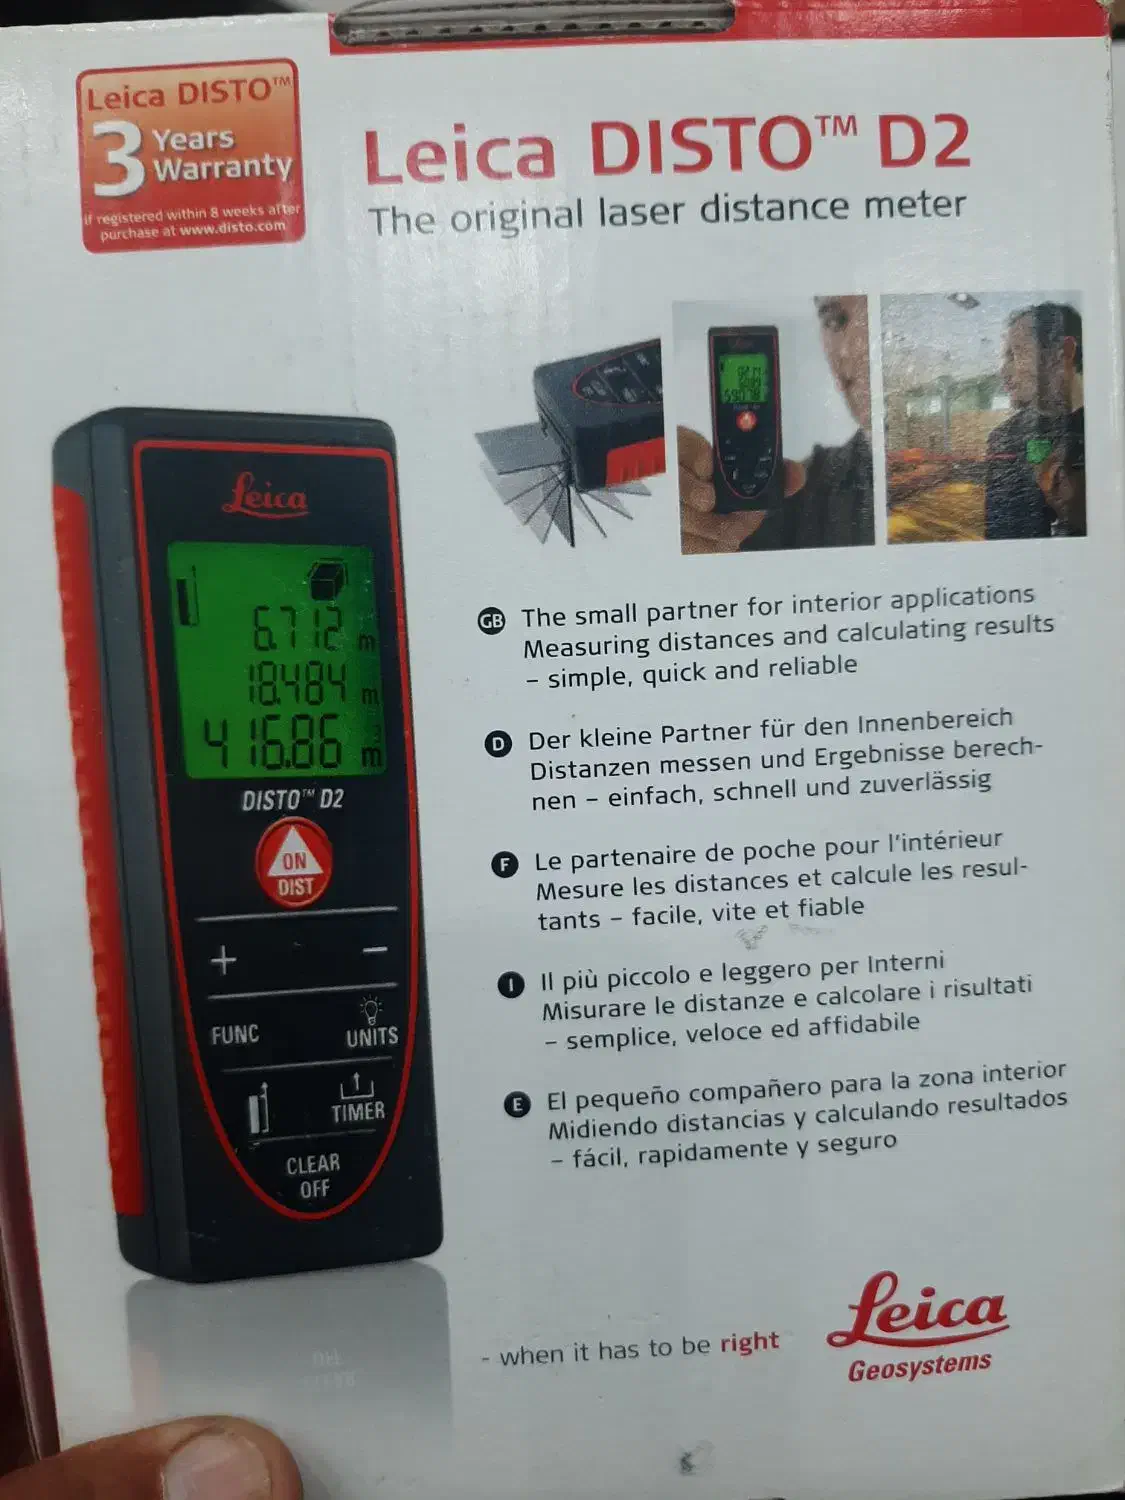 Leica DISTO™
3 Years
Warranty
if registered within 8 weeks after
purchase at www.disto.com
Leica DISTO™ D2
The original laser distance meter
Leica
6.712 m
18.484 m
416.86 m
DISTO™ D2
ON
DIST
+ −
FUNC UNITS
TIMER
CLEAR
OFF
GB The small partner for interior applications
Measuring distances and calculating results
– simple, quick and reliable
D Der kleine Partner für den Innenbereich
Distanzen messen und Ergebnisse berech-
nen – einfach, schnell und zuverlässig
F Le partenaire de poche pour l'intérieur
Mesure les distances et calcule les resul-
tants – facile, vite et fiable
I Il più piccolo e leggero per Interni
Misurare le distanze e calcolare i risultati
– semplice, veloce ed affidabile
E El pequeño compañero para la zona interior
Midiendo distancias y calculando resultados
– fácil, rapidamente y seguro
- when it has to be right
Leica
Geosystems